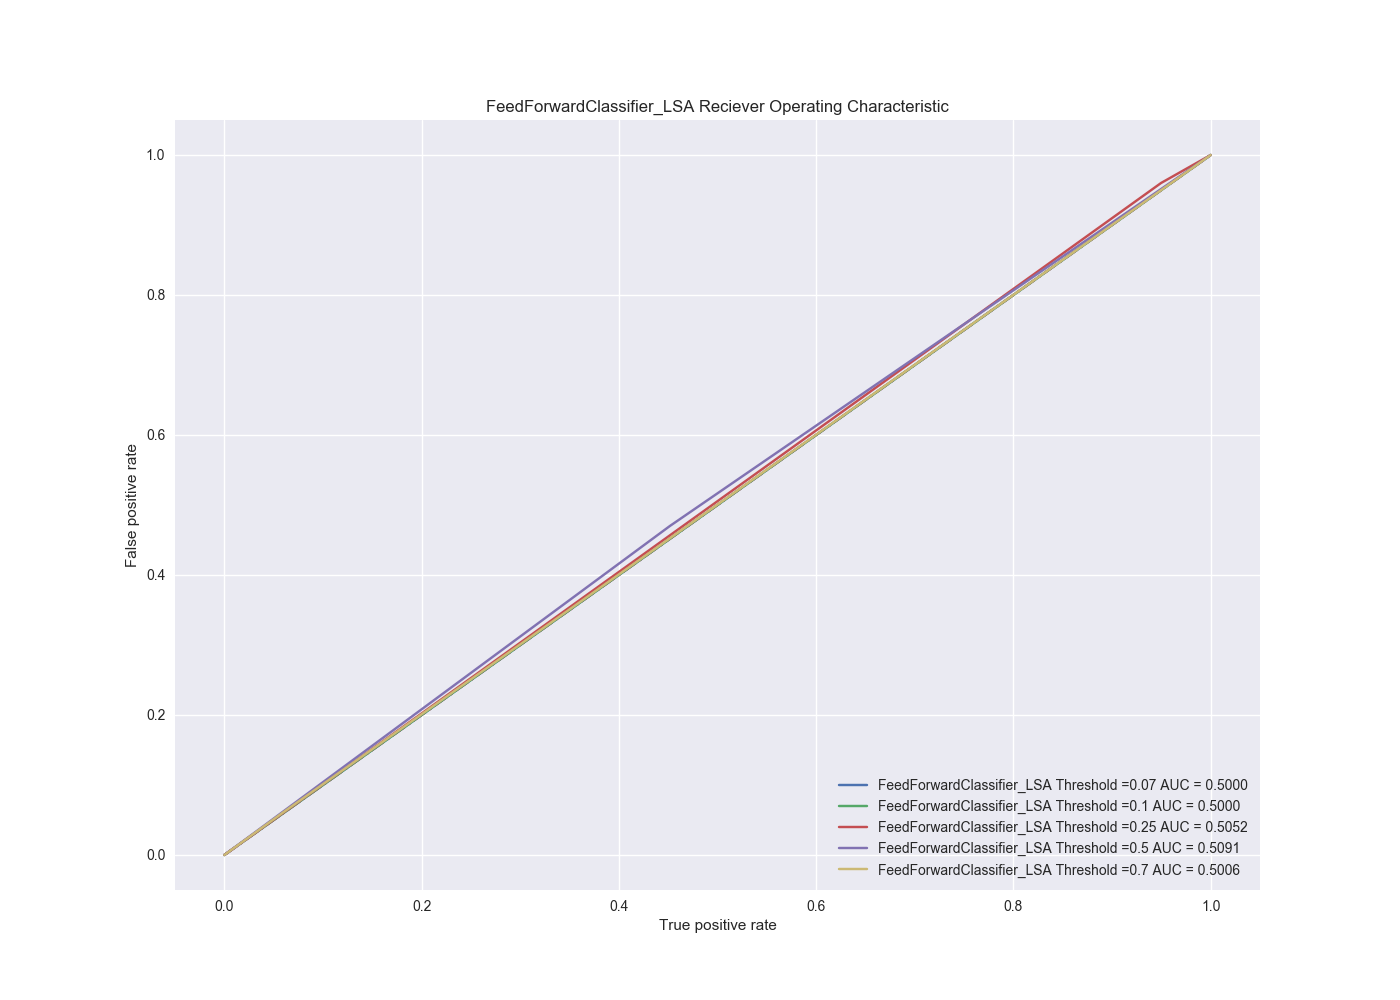 FeedForwardClassifier_LSA Reciever Operating Characteristic
1.0
0.8
0.6
0.4
0.2
0.0
False positive rate
FeedForwardClassifier_LSA Threshold =0.07 AUC = 0.5000
FeedForwardClassifier_LSA Threshold =0.1 AUC = 0.5000
FeedForwardClassifier_LSA Threshold =0.25 AUC = 0.5052
FeedForwardClassifier_LSA Threshold =0.5 AUC = 0.5091
FeedForwardClassifier_LSA Threshold =0.7 AUC = 0.5006
0.0 0.2 0.4 0.6 0.8 1.0
True positive rate